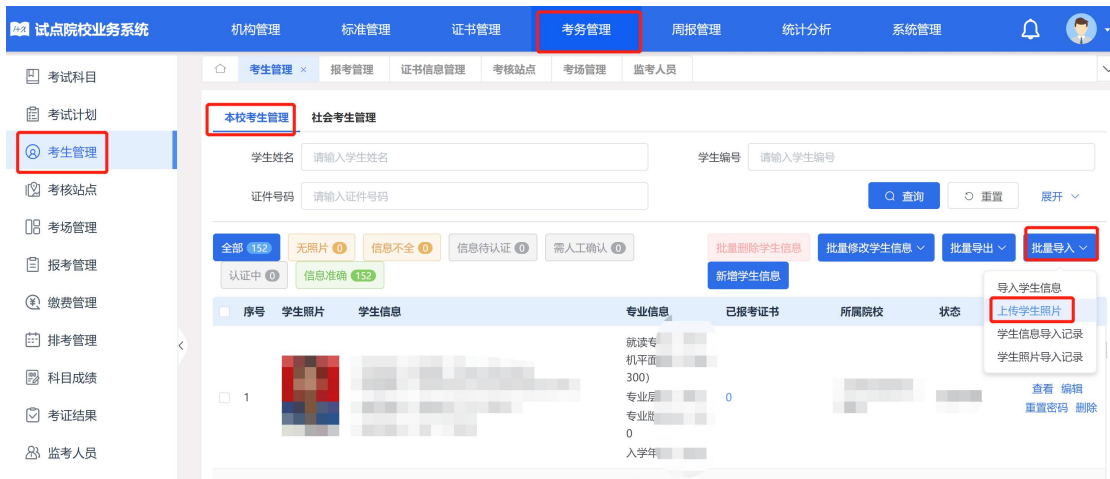 试点院校业务系统 机构管理 标准管理 证书管理 考务管理 周报管理 统计分析 系统管理
考试科目
考试计划
考生管理
考核站点
考场管理
报考管理
缴费管理
排考管理
科目成绩
考证结果
监考人员
考生管理 × 报考管理 证书信息管理 考核站点 考场管理 监考人员
本校考生管理 社会考生管理
学生姓名 请输入学生姓名 学生编号 请输入学生编号
证件号码 请输入证件号码 查询 重置 展开
全部 152 无照片 0 信息不全 0 信息待认证 0 需人工确认 0 批量删除学生信息 批量修改学生信息 批量导出 批量导入
认证中 0 信息准确 152 新增学生信息
导入学生信息
上传学生照片
学生信息导入记录
学生照片导入记录
序号 学生照片 学生信息 专业信息 已报考证书 所属院校 状态
就读专
机平面
300)
1 专业层 0 查看 编辑
专业版 重置密码 删除
0
入学年